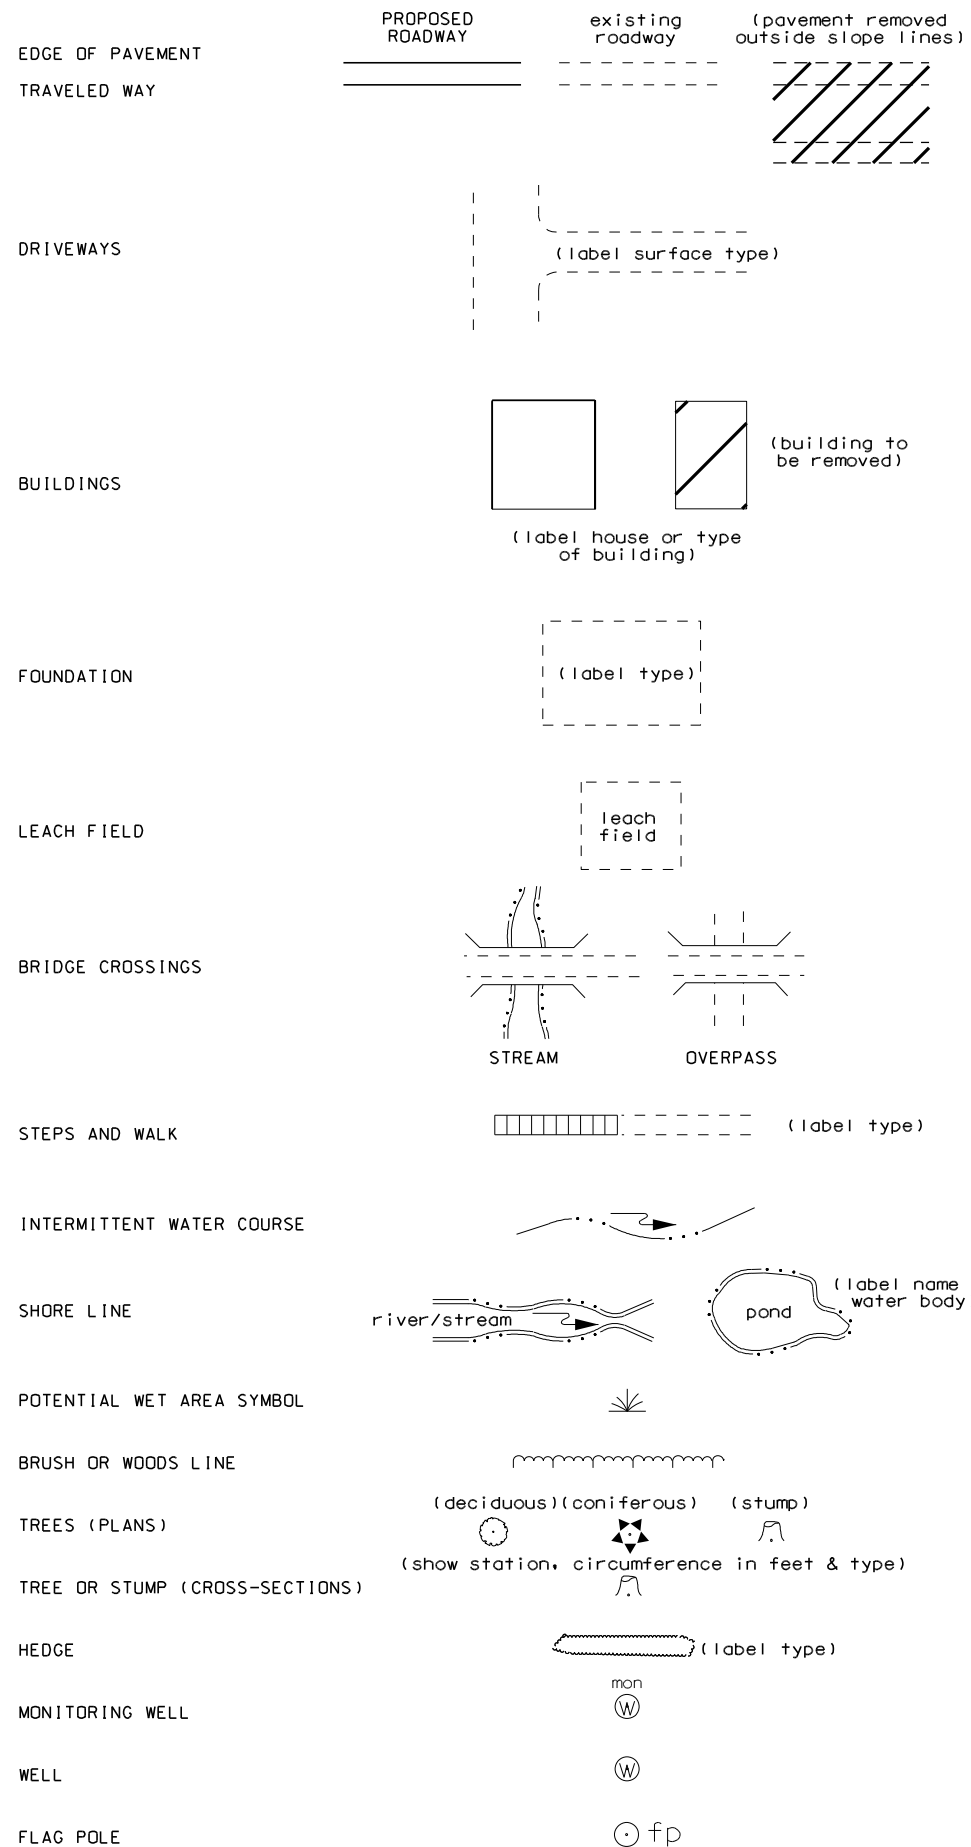 PROPOSED
ROADWAY
existing
roadway
(pavement removed
outside slope lines)
EDGE OF PAVEMENT
TRAVELED WAY
DRIVEWAYS
(label surface type)
BUILDINGS
(building to
be removed)
(label house or type
of building)
FOUNDATION
(label type)
LEACH FIELD
leach
field
BRIDGE CROSSINGS
STREAM
OVERPASS
STEPS AND WALK
(label type)
INTERMITTENT WATER COURSE
SHORE LINE
river/stream
pond
(label name
water body
POTENTIAL WET AREA SYMBOL
BRUSH OR WOODS LINE
(deciduous)(coniferous) (stump)
TREES (PLANS)
(show station, circumference in feet & type)
TREE OR STUMP (CROSS-SECTIONS)
HEDGE
(label type)
mon
MONITORING WELL
W
WELL
W
FLAG POLE
fp